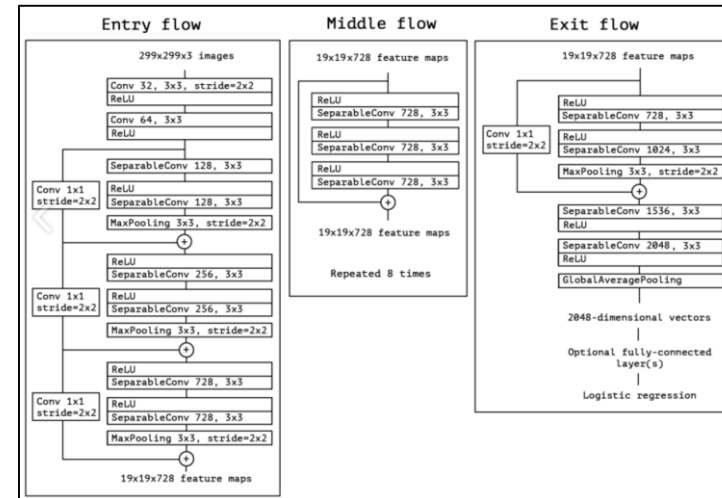 Entry flow
299x299x3 images
Conv 32, 3x3, stride=2x2
ReLU
Conv 64, 3x3
ReLU
Conv 1x1
stride=2x2
SeparableConv 128, 3x3
ReLU
SeparableConv 128, 3x3
MaxPooling 3x3, stride=2x2
+
Conv 1x1
stride=2x2
ReLU
SeparableConv 256, 3x3
ReLU
SeparableConv 256, 3x3
MaxPooling 3x3, stride=2x2
+
Conv 1x1
stride=2x2
ReLU
SeparableConv 728, 3x3
ReLU
SeparableConv 728, 3x3
MaxPooling 3x3, stride=2x2
+
19x19x728 feature maps
Middle flow
19x19x728 feature maps
ReLU
SeparableConv 728, 3x3
ReLU
SeparableConv 728, 3x3
ReLU
SeparableConv 728, 3x3
+
19x19x728 feature maps
Repeated 8 times
Exit flow
19x19x728 feature maps
Conv 1x1
stride=2x2
ReLU
SeparableConv 728, 3x3
ReLU
SeparableConv 1024, 3x3
MaxPooling 3x3, stride=2x2
+
SeparableConv 1536, 3x3
ReLU
SeparableConv 2048, 3x3
ReLU
GlobalAveragePooling
2048-dimensional vectors
Optional fully-connected
layer(s)
Logistic regression